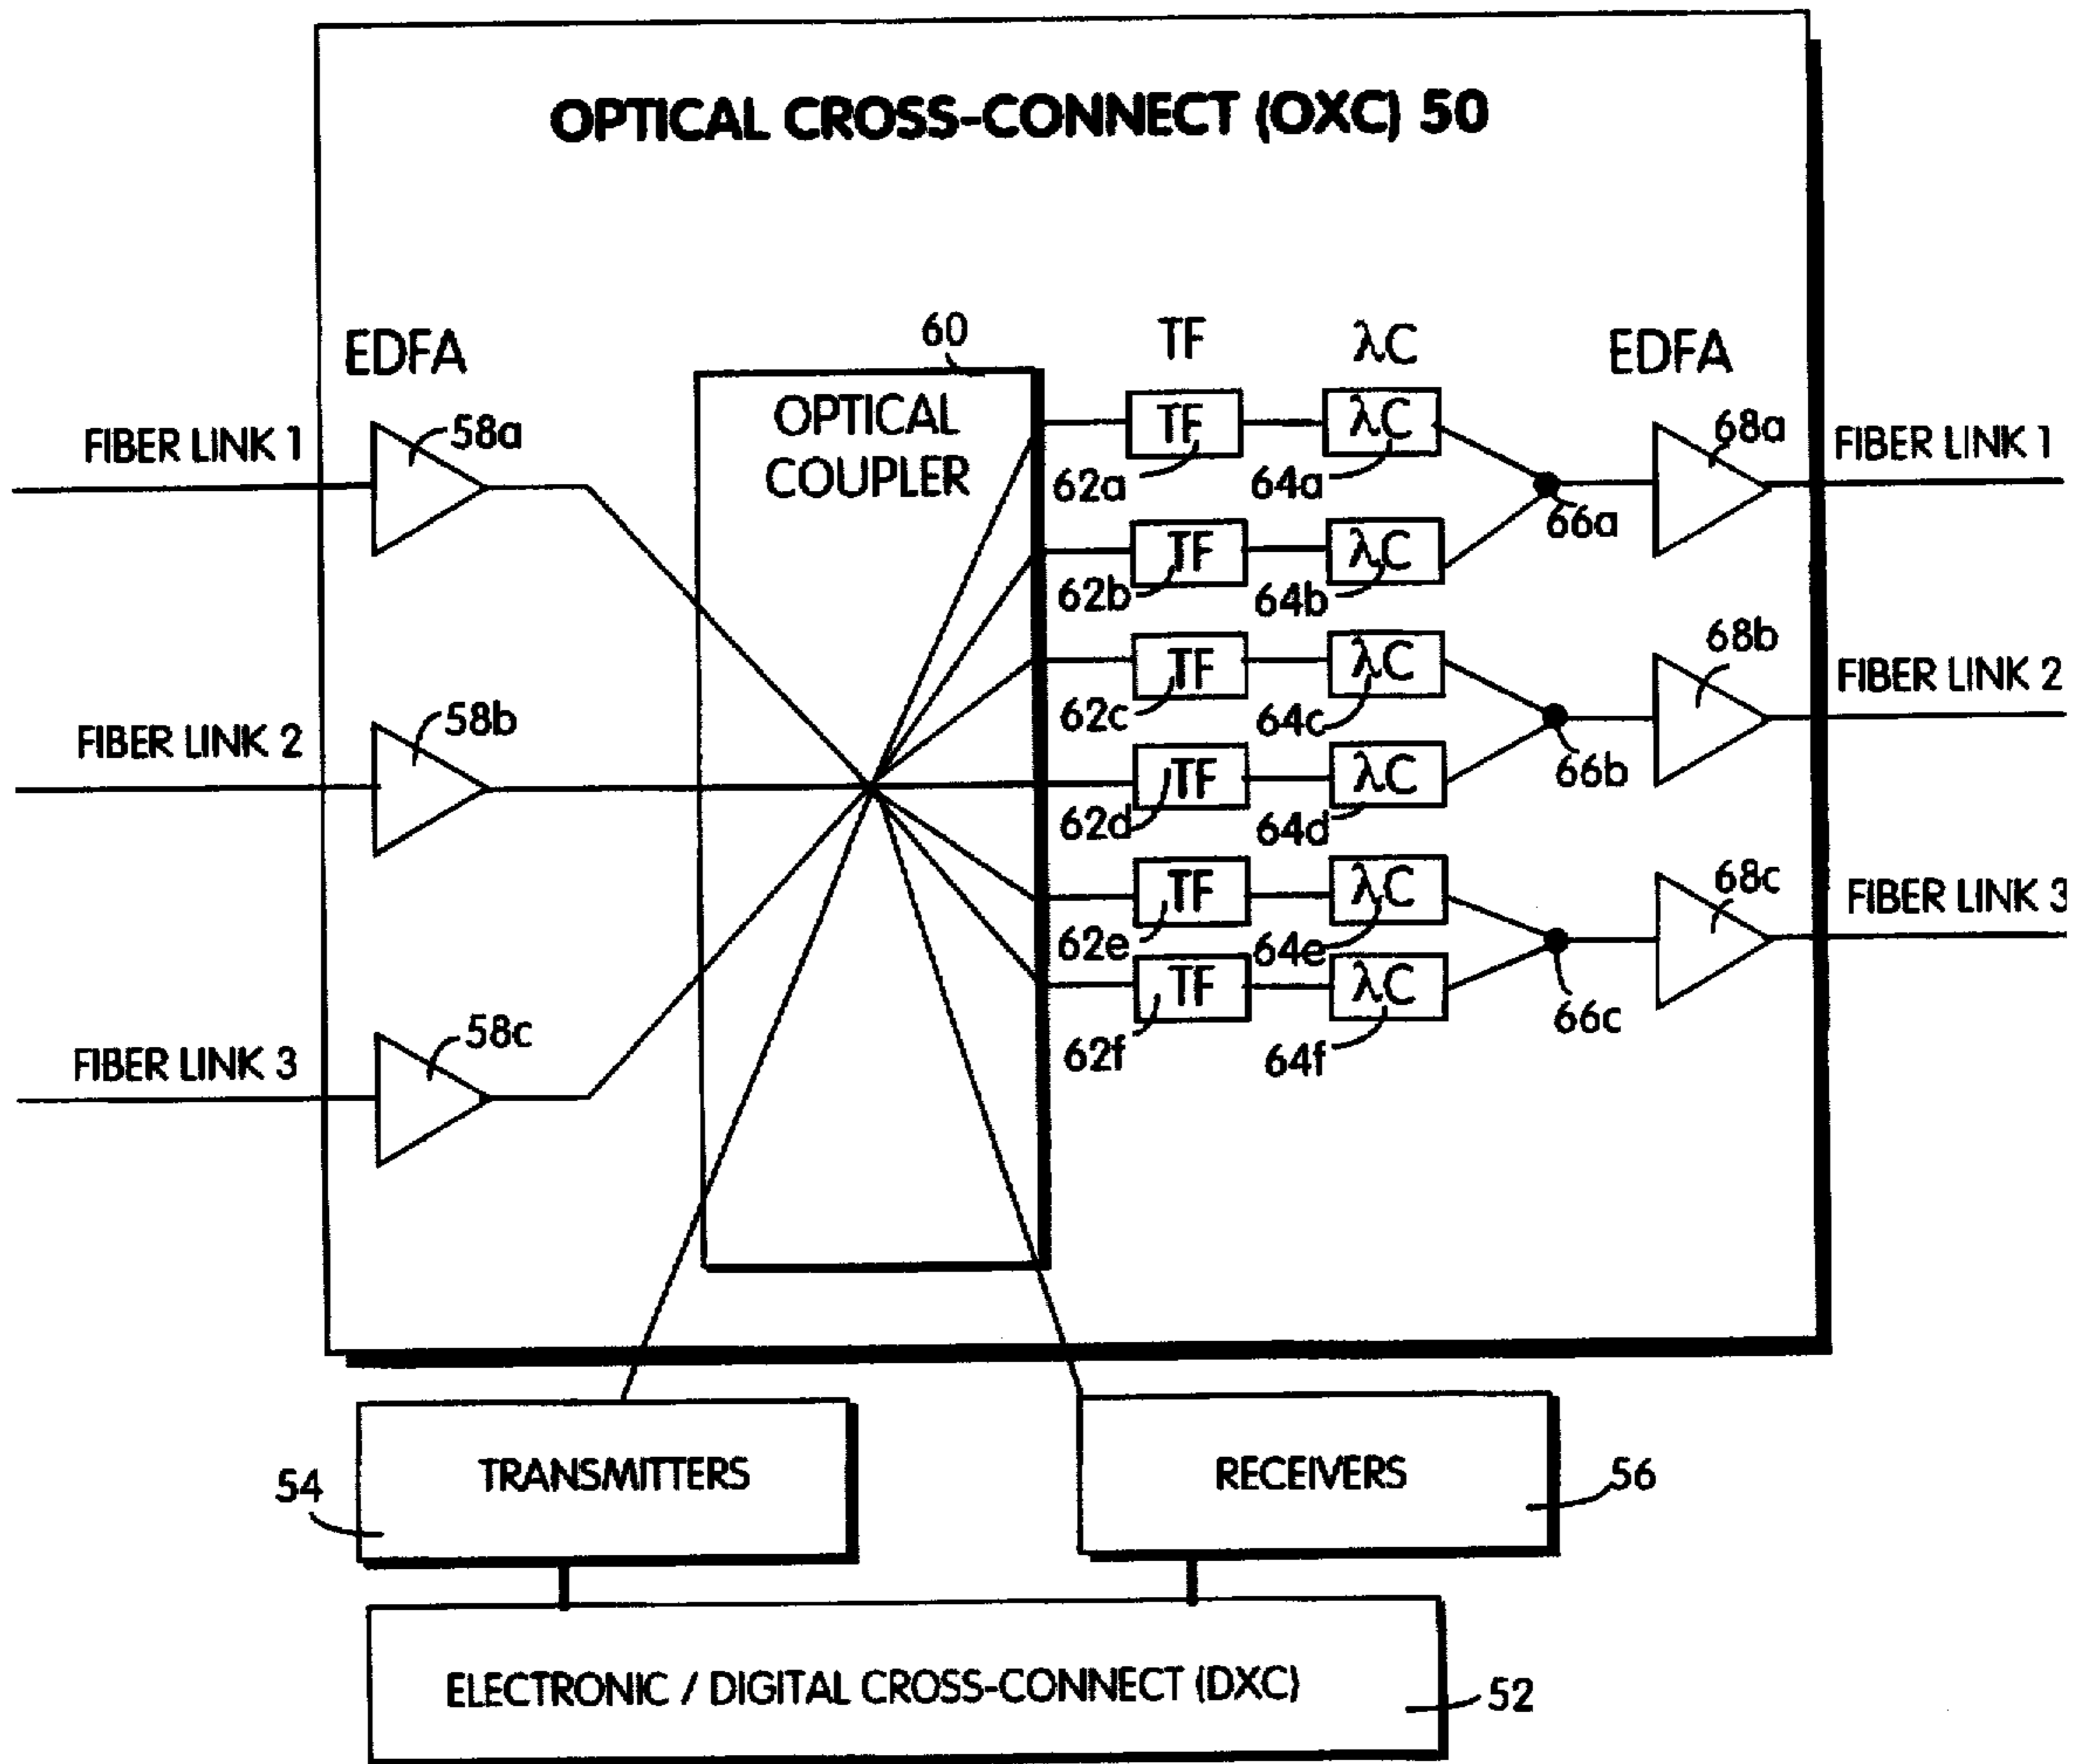 OPTICAL CROSS-CONNECT (OXC) 50
60
TF
λC
EDFA
EDFA
OPTICAL
COUPLER
FIBER LINK 1
58a
TF
λC
68a
FIBER LINK 1
62a
64a
66a
TF
λC
62b
64b
68b
FIBER LINK 2
58b
TF
λC
FIBER LINK 2
62c
64c
66b
TF
λC
62d
64d
68c
TF
λC
FIBER LINK 3
62e
64e
TF
λC
66c
FIBER LINK 3
58c
62f
64f
TRANSMITTERS
RECEIVERS
54
56
ELECTRONIC / DIGITAL CROSS-CONNECT (DXC)
52